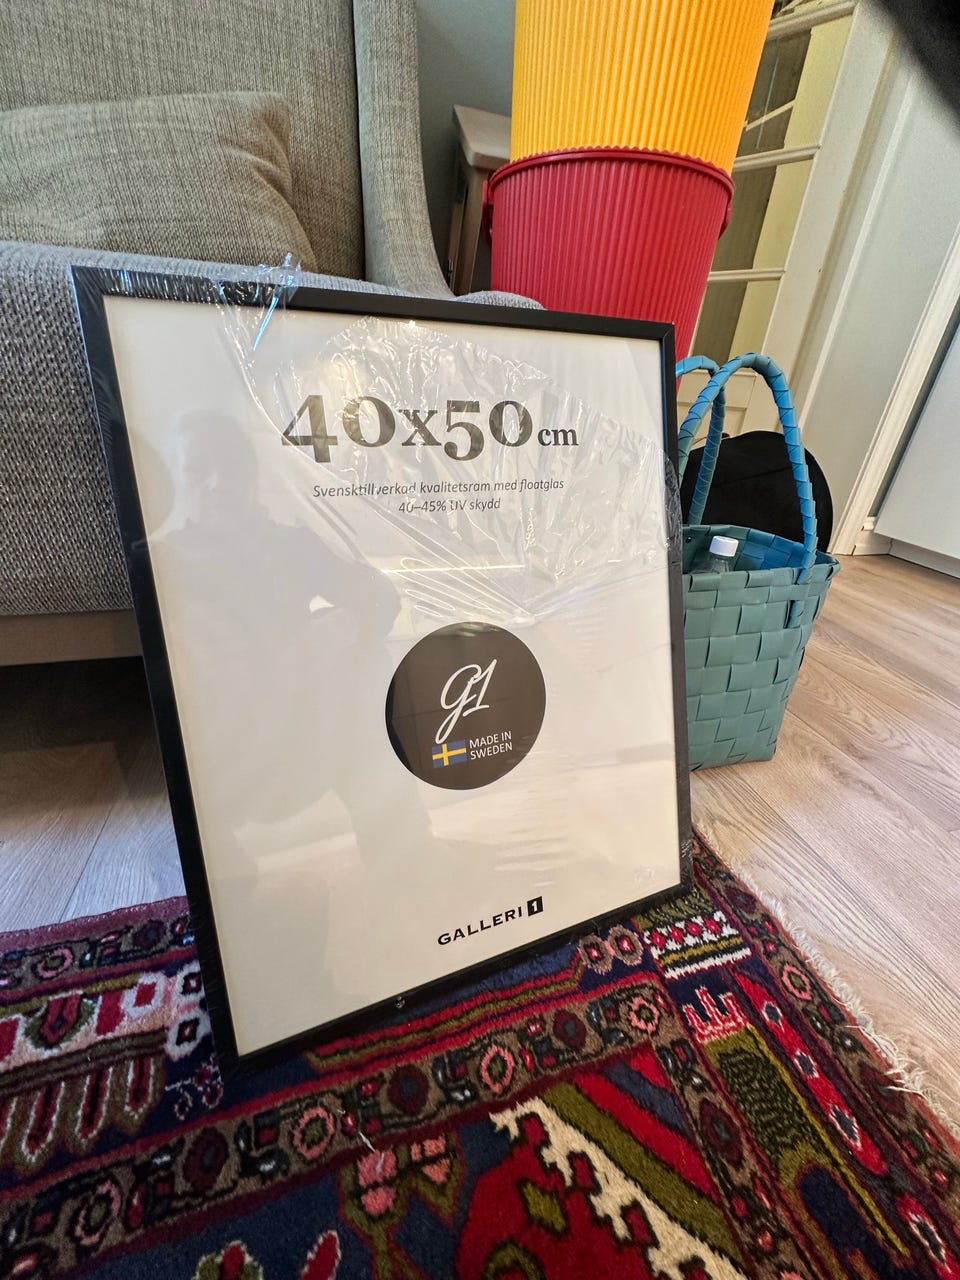 40x50cm
Svensktillverkad kvalitetsram med floatglas
40–45% UV skydd
G1
MADE IN
SWEDEN
GALLERI 1